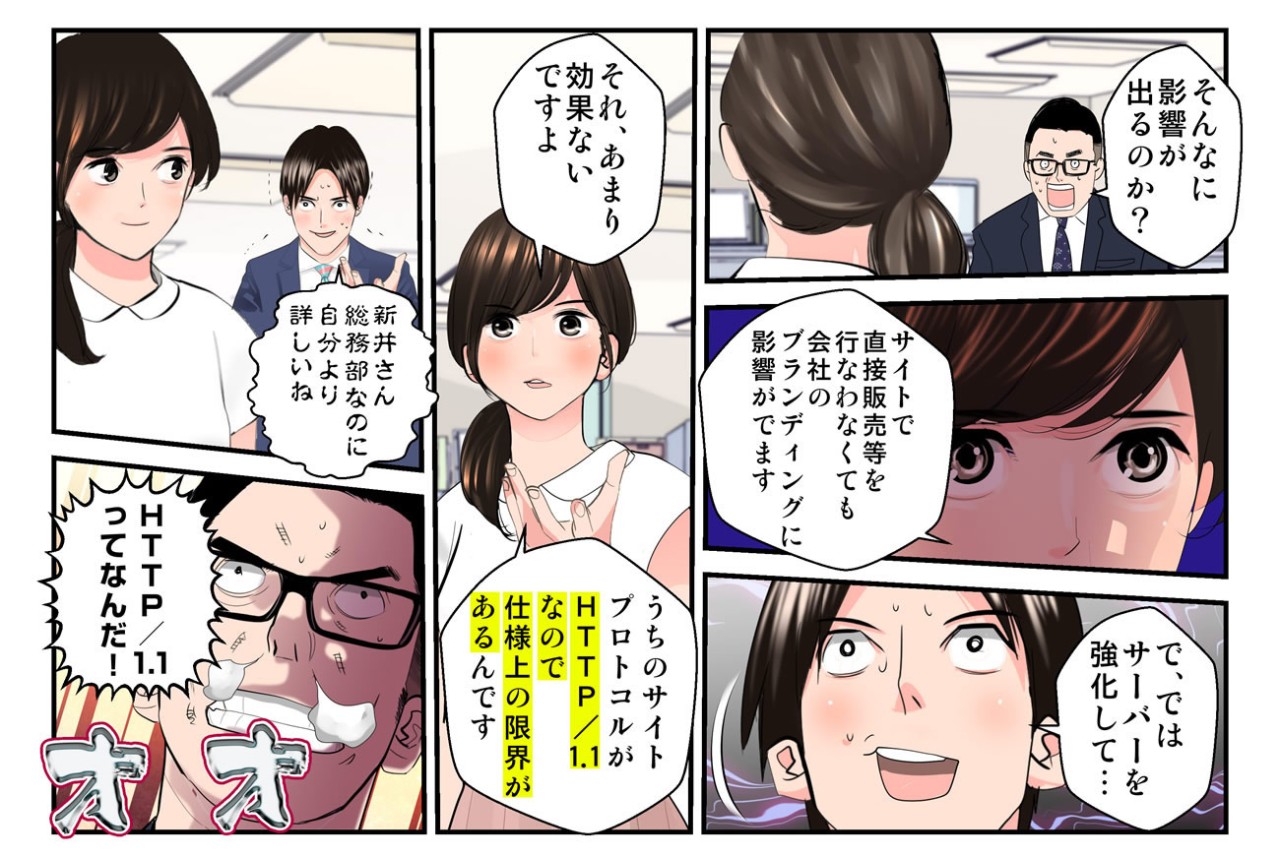 そんなに
影響が
出るのか?
サイトで
直接販売等を
行なわなくても
会社の
ブランディングに
影響がでます
で、では
サーバーを
強化して…
それ、あまり
効果ない
ですよ
うちのサイト
プロトコルが
HTTP/1.1
なので
仕様上の限界が
あるんです
新井さん
総務部なのに
自分より
詳しいね
HTTP/1.1
ってなんだ!
オオ